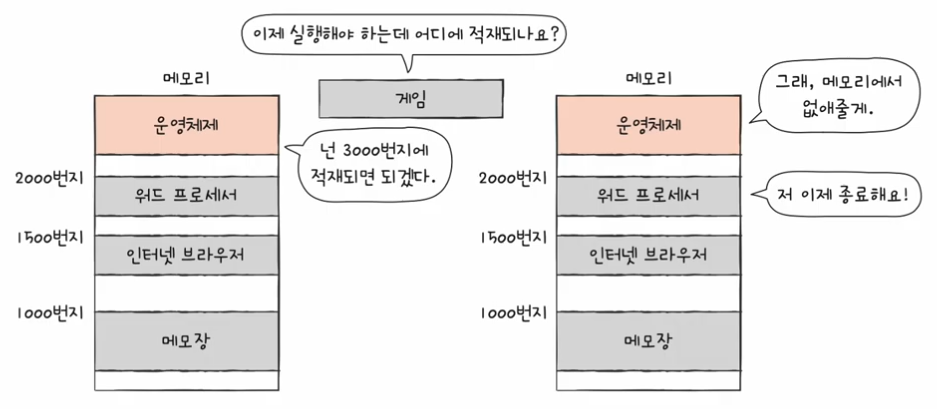 이제 실행해야 하는데 어디에 적재되나요?
메모리
게임
운영체제
넌 3000번지에
적재되면 되겠다.
2000번지
워드 프로세서
1500번지
인터넷 브라우저
1000번지
메모장
메모리
그래, 메모리에서
없애줄게.
운영체제
2000번지
워드 프로세서
저 이제 종료해요!
1500번지
인터넷 브라우저
1000번지
메모장